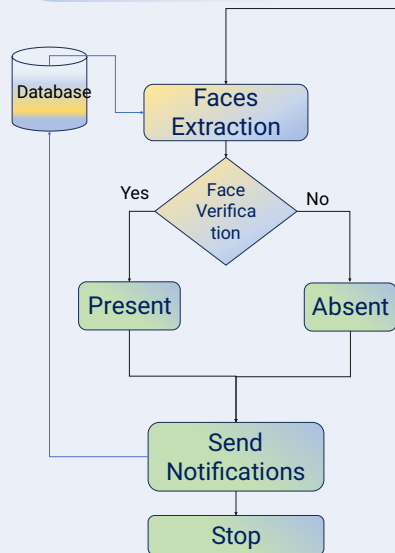 Database
Faces
Extraction
Yes
Face
Verifica
tion
No
Present
Absent
Send
Notifications
Stop